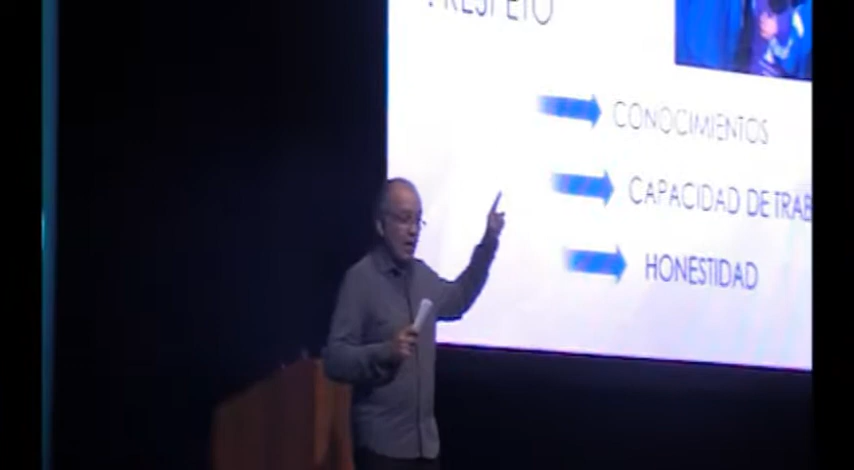 RESPETO
CONOCIMIENTOS
CAPACIDAD DE TRAB
HONESTIDAD